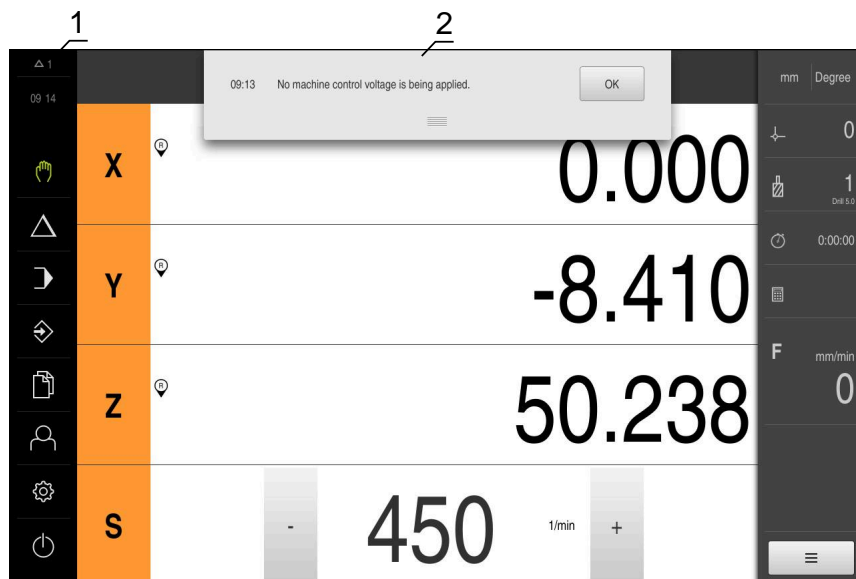 1 2
△ 1
09 14
09:13 No machine control voltage is being applied. OK
mm Degree
X R 0.000
0
1
Drill 5.0
Y R -8.410
0:00:00
Z R 50.238
F mm/min
0
S - 450 1/min +